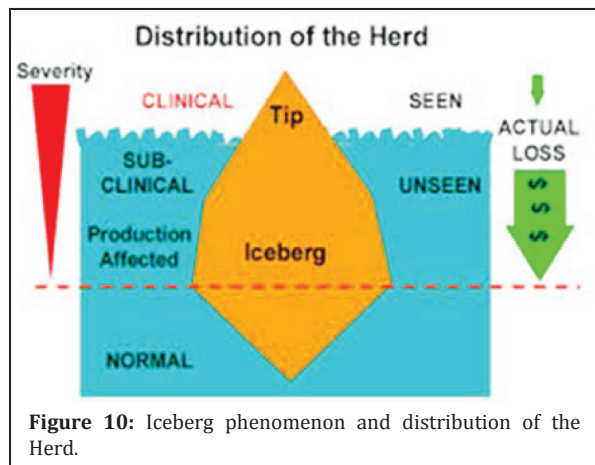 Distribution of the Herd
Severity
CLINICAL
SEEN
Tip
ACTUAL
LOSS
SUB-
CLINICAL
UNSEEN
$
$
$
Production
Affected
Iceberg
NORMAL
Figure 10: Iceberg phenomenon and distribution of the
Herd.